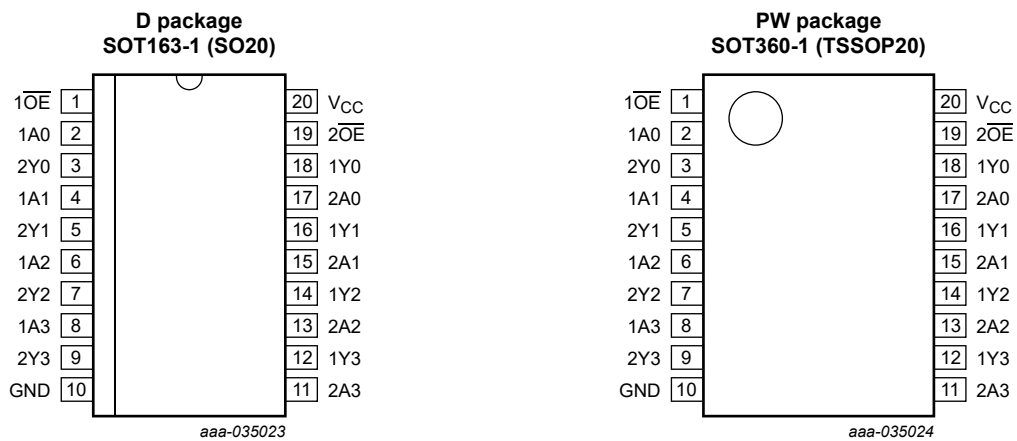 D package
SOT163-1 (SO20)
1O̅E̅ 1 20 VCC
1A0 2 19 2O̅E̅
2Y0 3 18 1Y0
1A1 4 17 2A0
2Y1 5 16 1Y1
1A2 6 15 2A1
2Y2 7 14 1Y2
1A3 8 13 2A2
2Y3 9 12 1Y3
GND 10 11 2A3
aaa-035023
PW package
SOT360-1 (TSSOP20)
1O̅E̅ 1 20 VCC
1A0 2 19 2O̅E̅
2Y0 3 18 1Y0
1A1 4 17 2A0
2Y1 5 16 1Y1
1A2 6 15 2A1
2Y2 7 14 1Y2
1A3 8 13 2A2
2Y3 9 12 1Y3
GND 10 11 2A3
aaa-035024